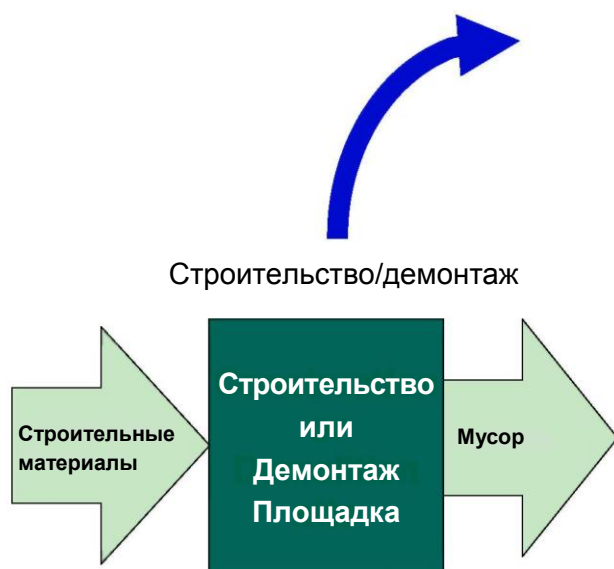 Строительство/демонтаж
Строительство
или
Демонтаж
Площадка
Строительные
материалы
Мусор